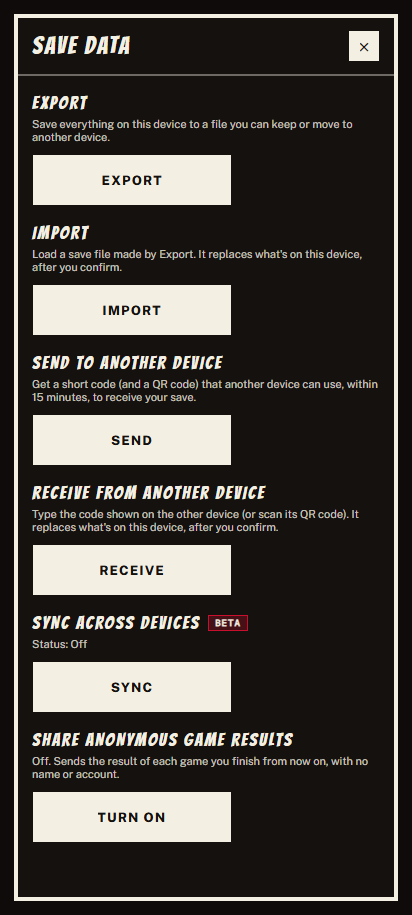 SAVE DATA
×
EXPORT
Save everything on this device to a file you can keep or move to
another device.
EXPORT
IMPORT
Load a save file made by Export. It replaces what's on this device,
after you confirm.
IMPORT
SEND TO ANOTHER DEVICE
Get a short code (and a QR code) that another device can use, within
15 minutes, to receive your save.
SEND
RECEIVE FROM ANOTHER DEVICE
Type the code shown on the other device (or scan its QR code). It
replaces what's on this device, after you confirm.
RECEIVE
SYNC ACROSS DEVICES BETA
Status: Off
SYNC
SHARE ANONYMOUS GAME RESULTS
Off. Sends the result of each game you finish from now on, with no
name or account.
TURN ON